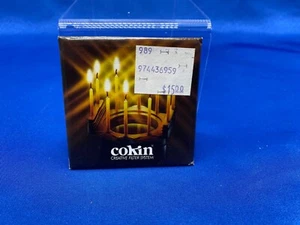 989
974436959
$15.00
cokin
CREATIVE FILTER SYSTEM